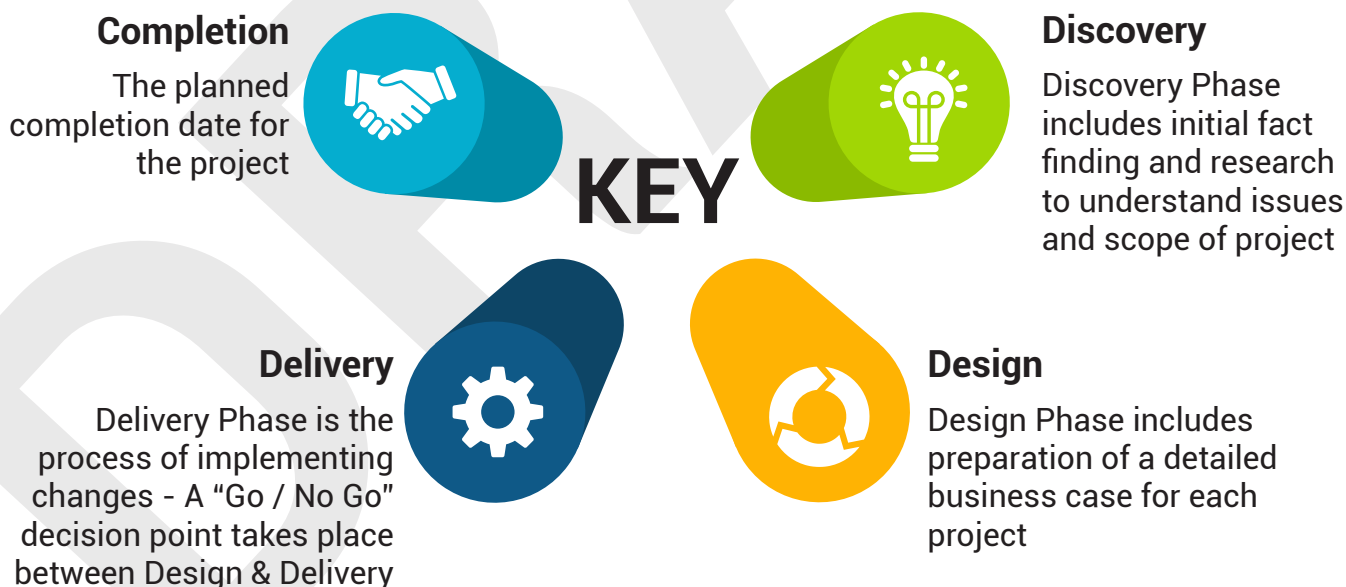 Completion
The planned
completion date for
the project
KEY
Discovery
Discovery Phase
includes initial fact
finding and research
to understand issues
and scope of project
Delivery
Delivery Phase is the
process of implementing
changes - A “Go / No Go”
decision point takes place
between Design & Delivery
Design
Design Phase includes
preparation of a detailed
business case for each
project